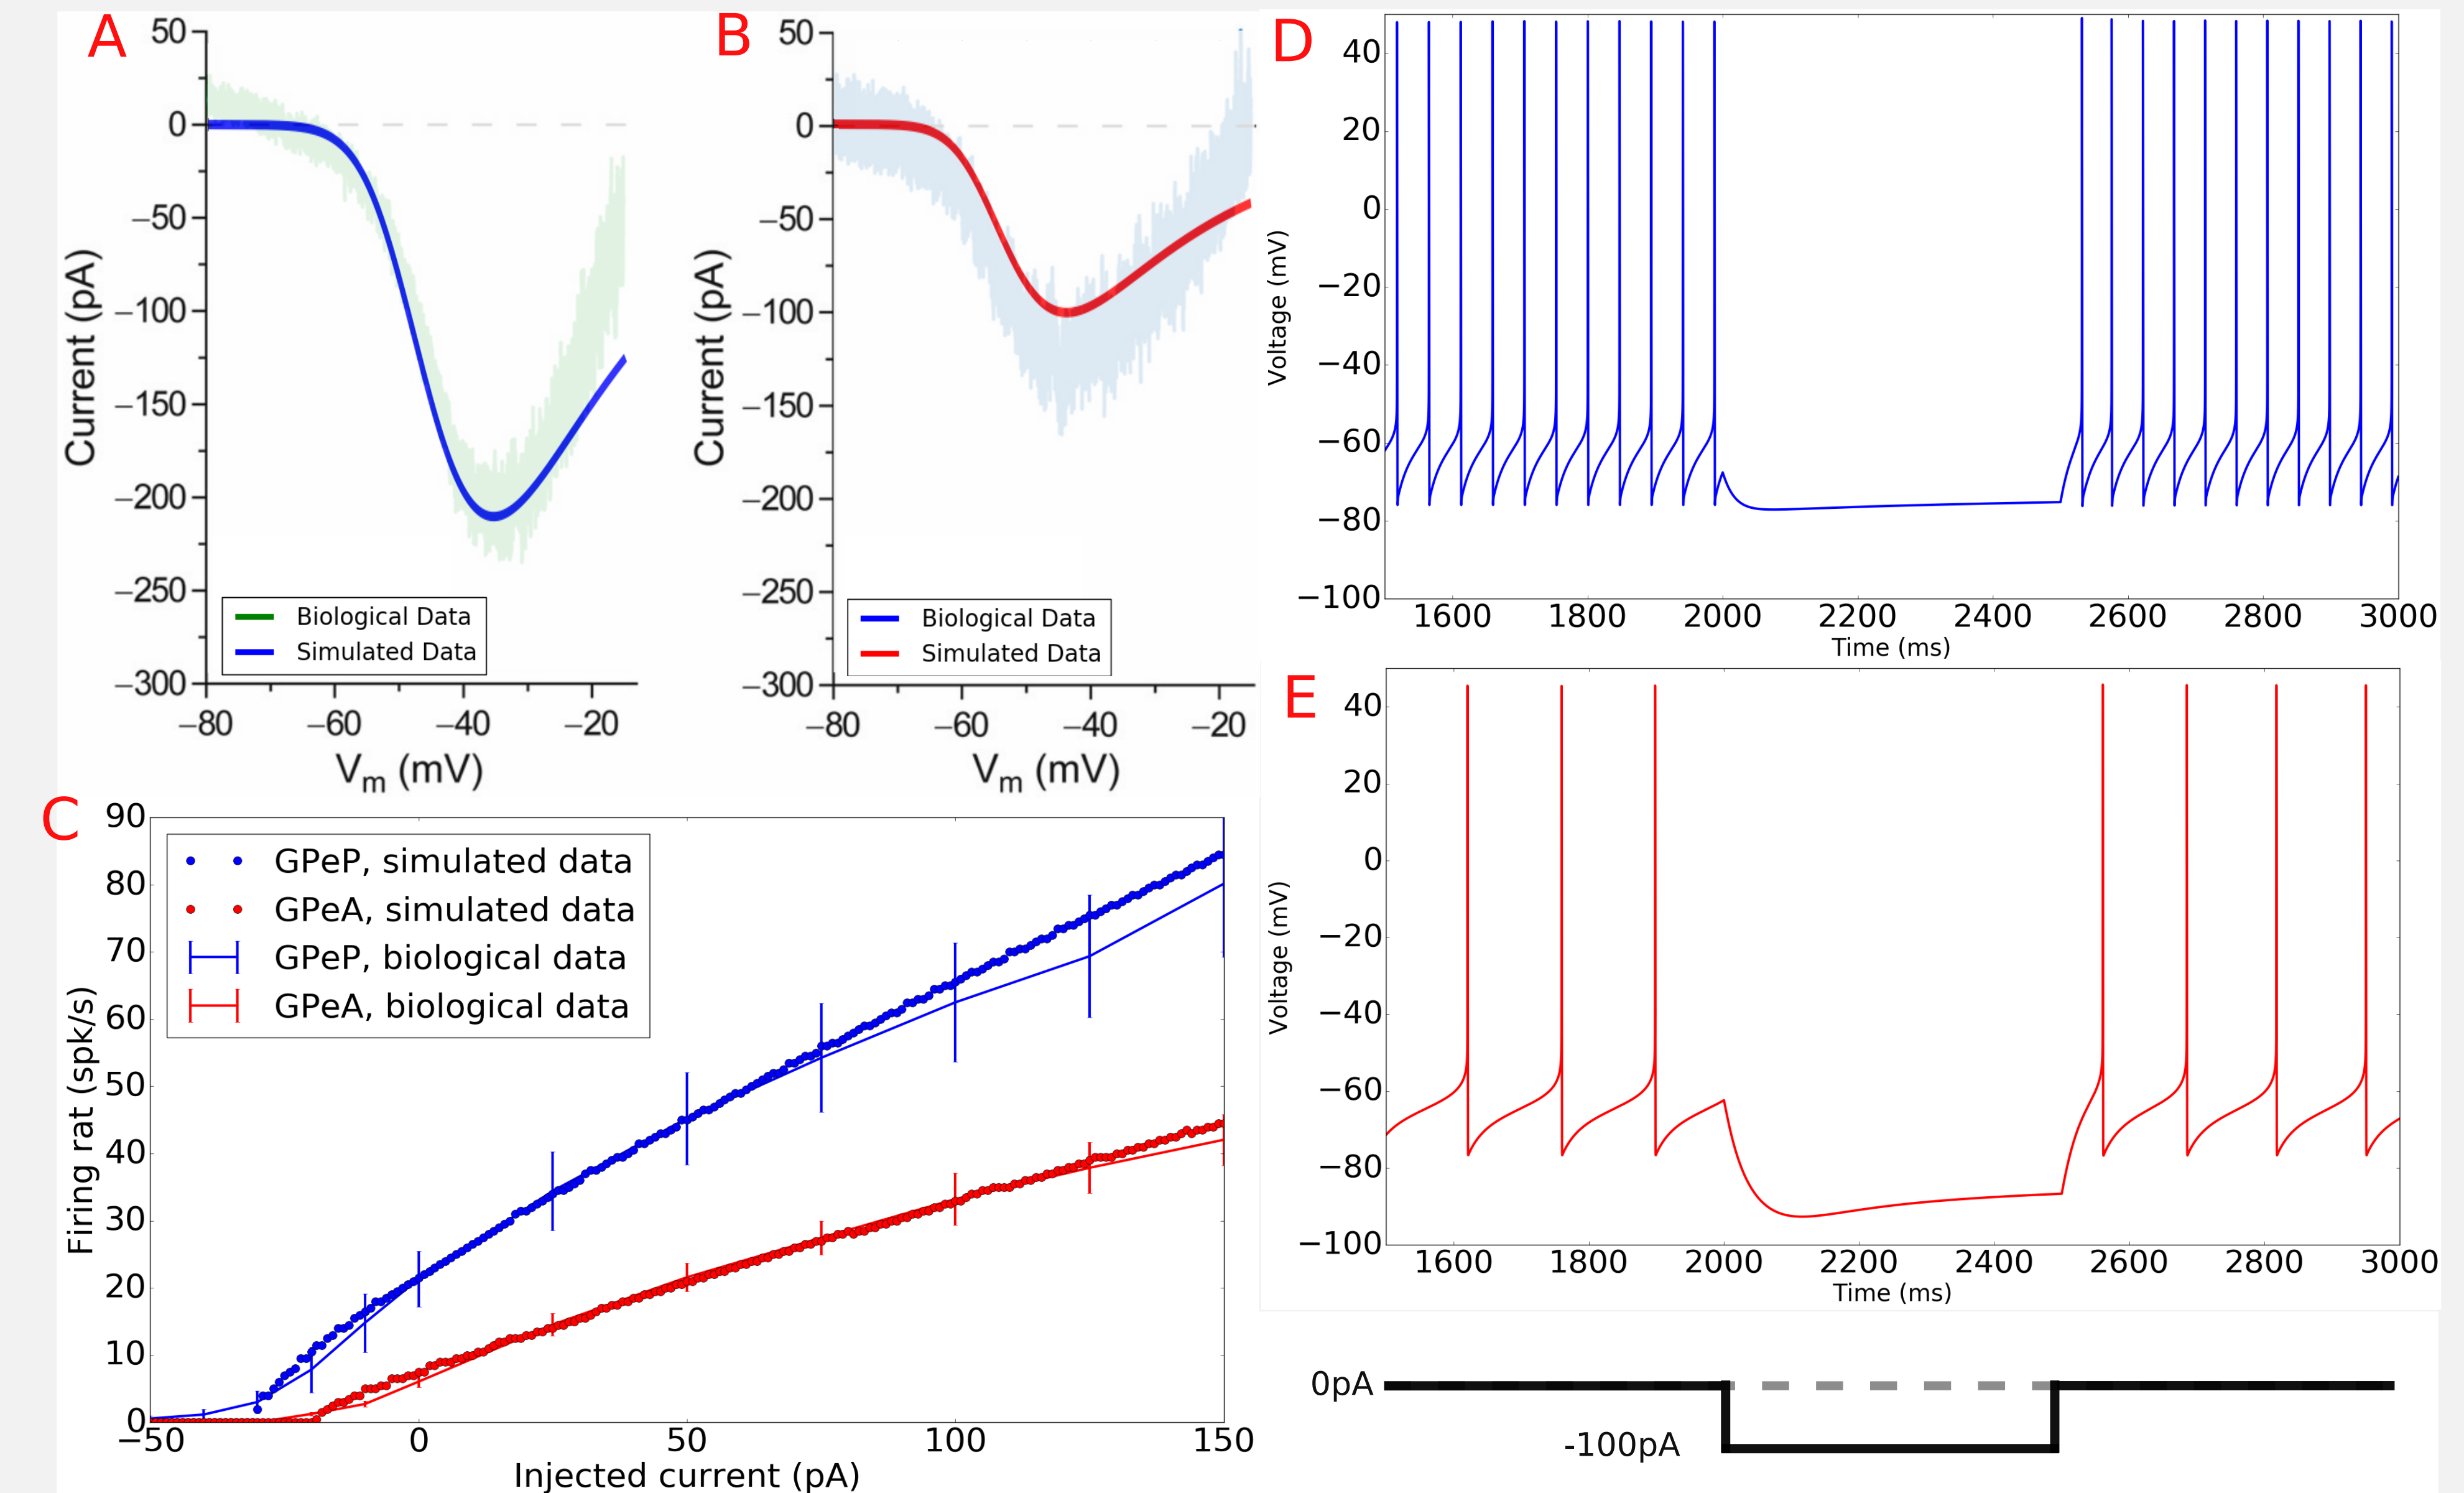 A
50
0
−50
−100
−150
−200
−250
−300
Current (pA)
Biological Data
Simulated Data
−80 −60 −40 −20
Vm (mV)
B
50
0
−50
−100
−150
−200
−250
−300
Current (pA)
Biological Data
Simulated Data
−80 −60 −40 −20
Vm (mV)
C
90
80
70
60
50
40
30
20
10
0
Firing rat (spk/s)
GPeP, simulated data
GPeA, simulated data
GPeP, biological data
GPeA, biological data
−50 0 50 100 150
Injected current (pA)
D
40
20
0
−20
−40
−60
−80
−100
Voltage (mV)
1600 1800 2000 2200 2400 2600 2800 3000
Time (ms)
E
40
20
0
−20
−40
−60
−80
−100
Voltage (mV)
1600 1800 2000 2200 2400 2600 2800 3000
Time (ms)
0pA
-100pA